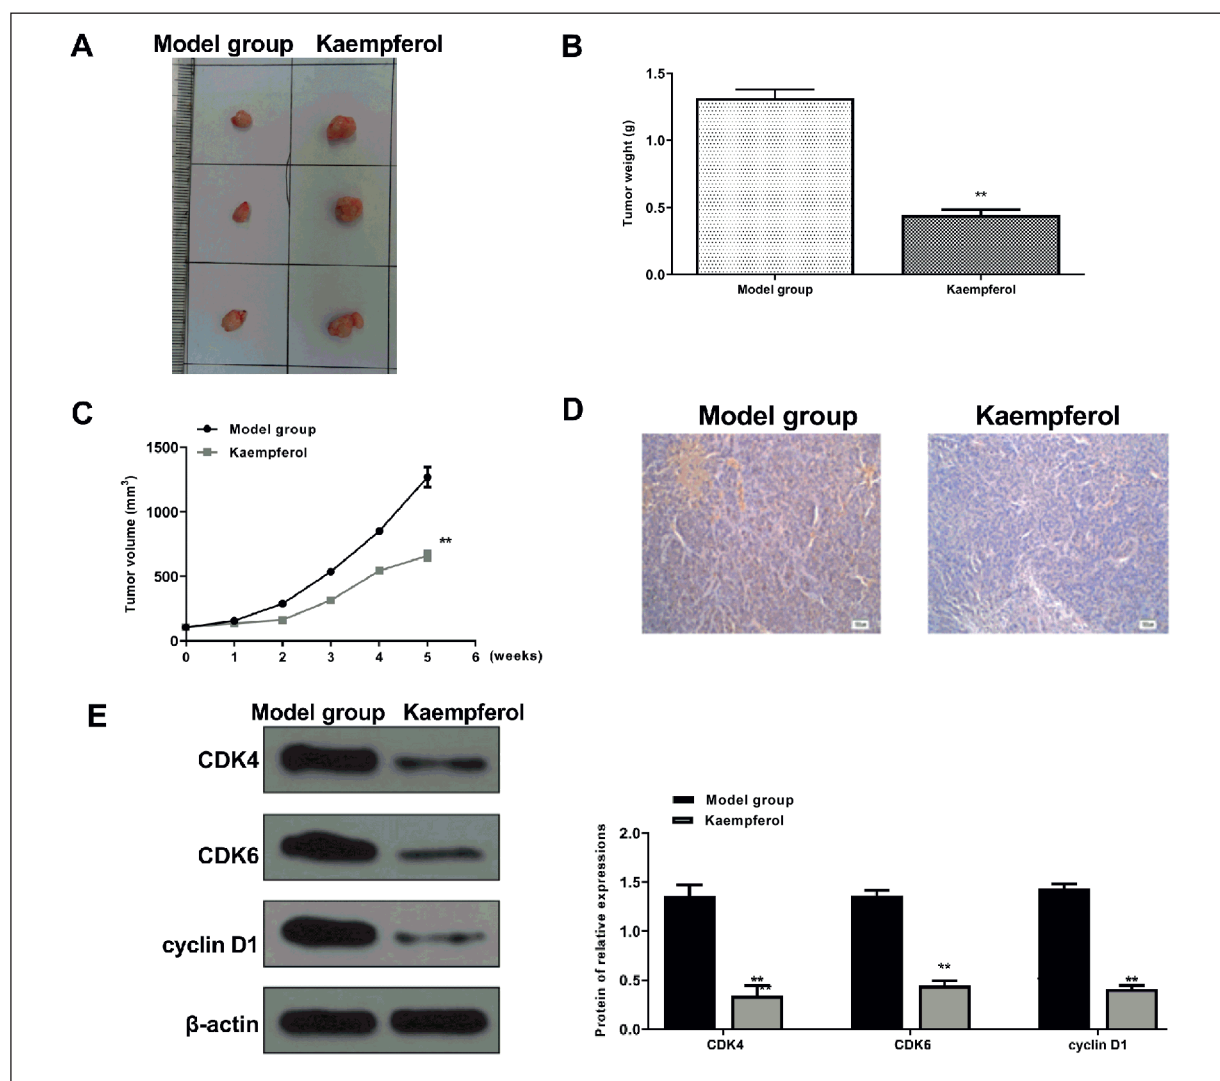 A
Model group Kaempferol
B
Tumor weight (g)
1.5
1.0
0.5
0.0
**
Model group Kaempferol
C
Model group
Kaempferol
Tumor volume (mm³)
1500
1000
500
0
**
0 1 2 3 4 5 6 (weeks)
D
Model group Kaempferol
E
Model group Kaempferol
CDK4
CDK6
cyclin D1
β-actin
Model group
Kaempferol
Protein of relative expressions
2.0
1.5
1.0
0.5
0.0
**
**
**
**
CDK4 CDK6 cyclin D1